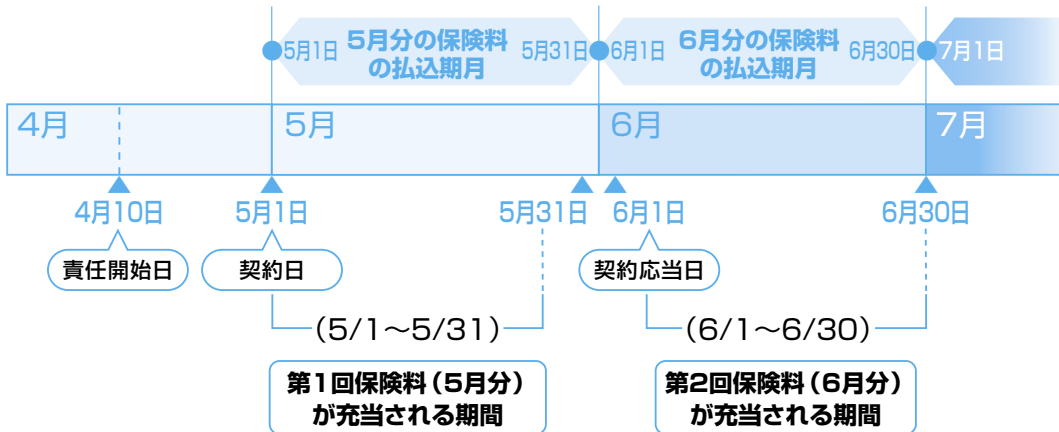 5月1日 5月分の保険料の払込期月 5月31日 6月1日 6月分の保険料の払込期月 6月30日 7月1日
4月 5月 6月 7月
4月10日 5月1日 5月31日 6月1日 6月30日
責任開始日 契約日 契約応当日
(5/1～5/31) (6/1～6/30)
第1回保険料(5月分)
が充当される期間
第2回保険料(6月分)
が充当される期間